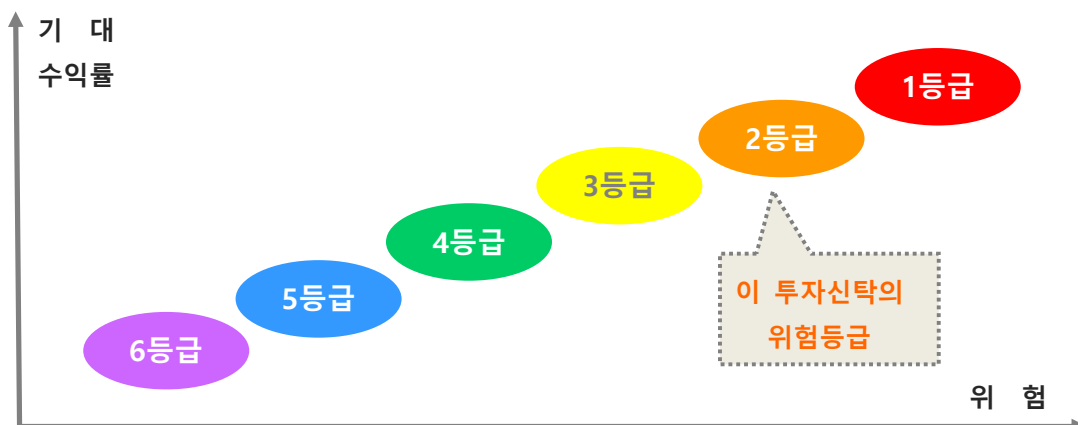 기 대
수익률
1등급
2등급
3등급
4등급
5등급
6등급
이 투자신탁의
위험등급
위 험